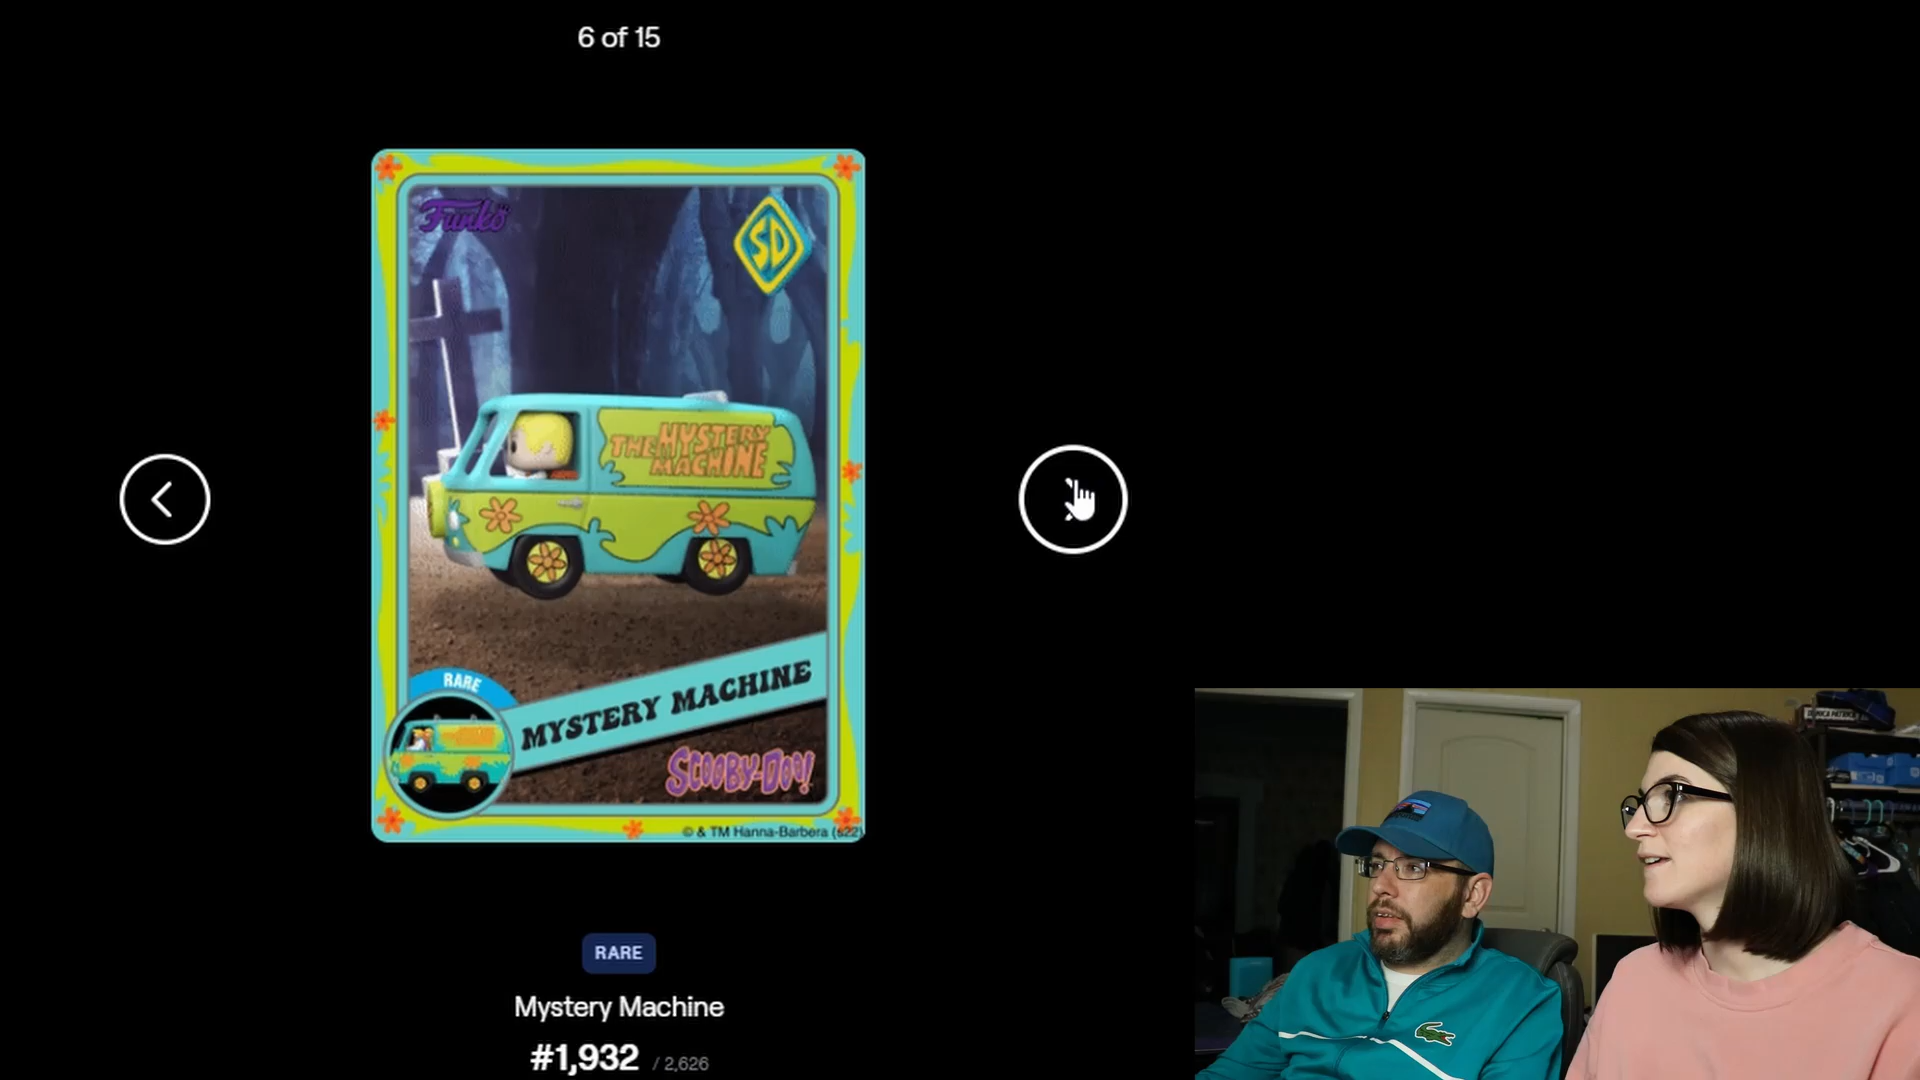 6 of 15
Funko
SD
THE MYSTERY
MACHINE
RARE
MYSTERY MACHINE
SCOOBY-DOO!
© & TM Hanna-Barbera (s22)
RARE
Mystery Machine
#1,932 / 2,626